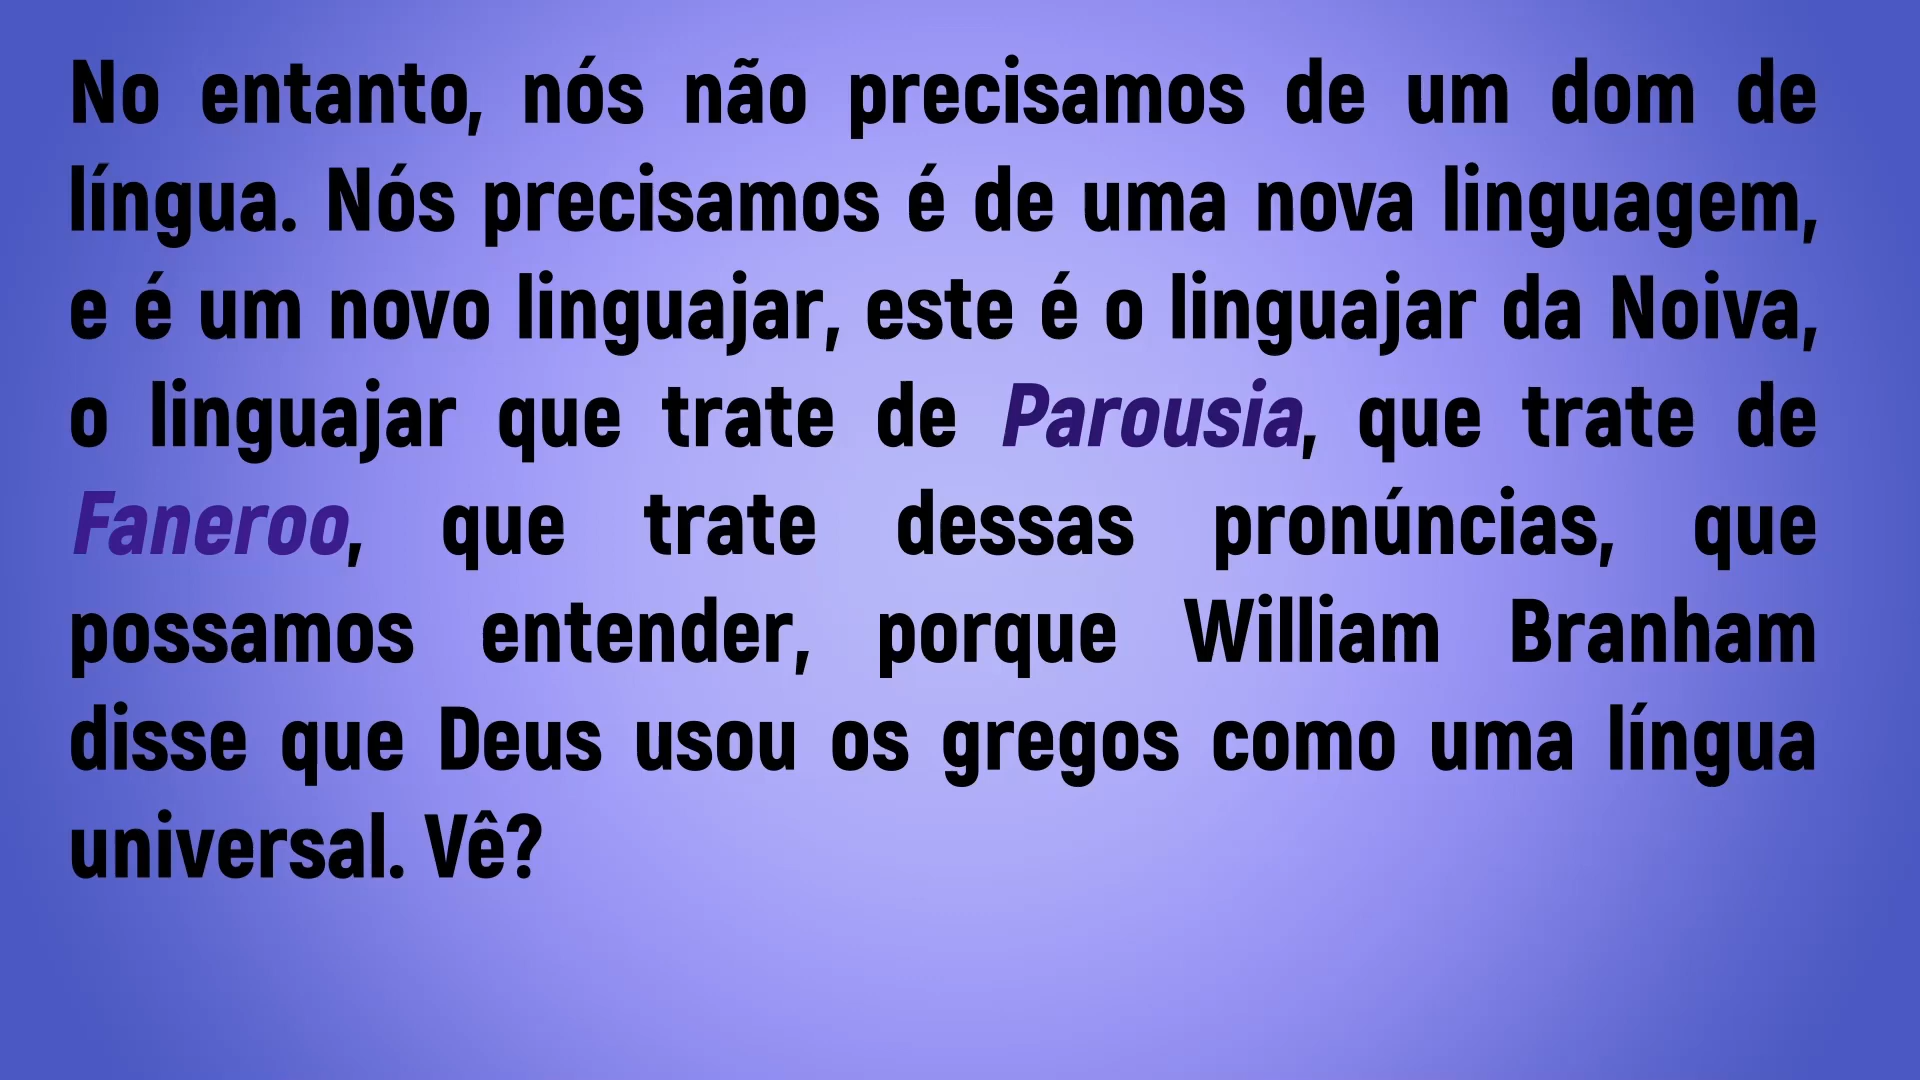 No entanto, nós não precisamos de um dom de
língua. Nós precisamos é de uma nova linguagem,
e é um novo linguajar, este é o linguajar da Noiva,
o linguajar que trate de Parousia, que trate de
Faneroo, que trate dessas pronúncias, que
possamos entender, porque William Branham
disse que Deus usou os gregos como uma língua
universal. Vê?